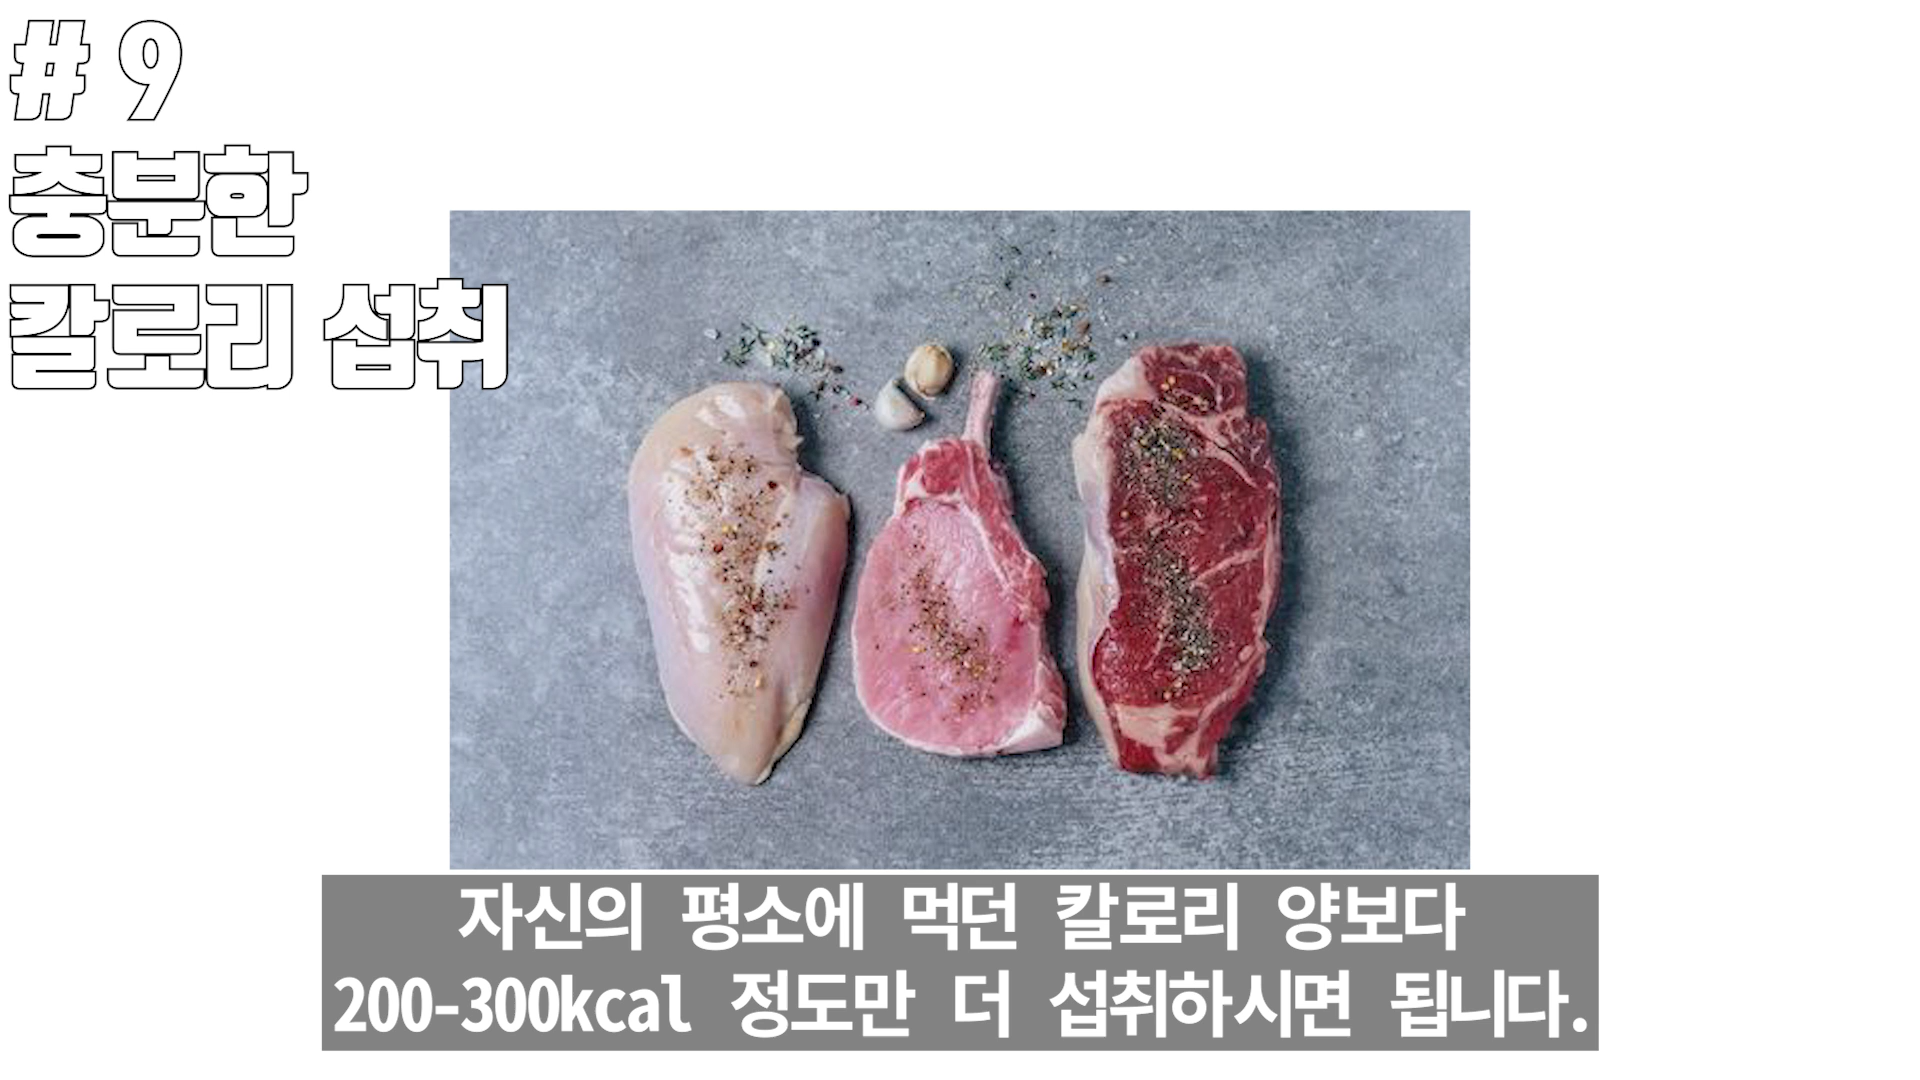 # 9
충분한
칼로리 섭취
자신의 평소에 먹던 칼로리 양보다
200-300kcal 정도만 더 섭취하시면 됩니다.